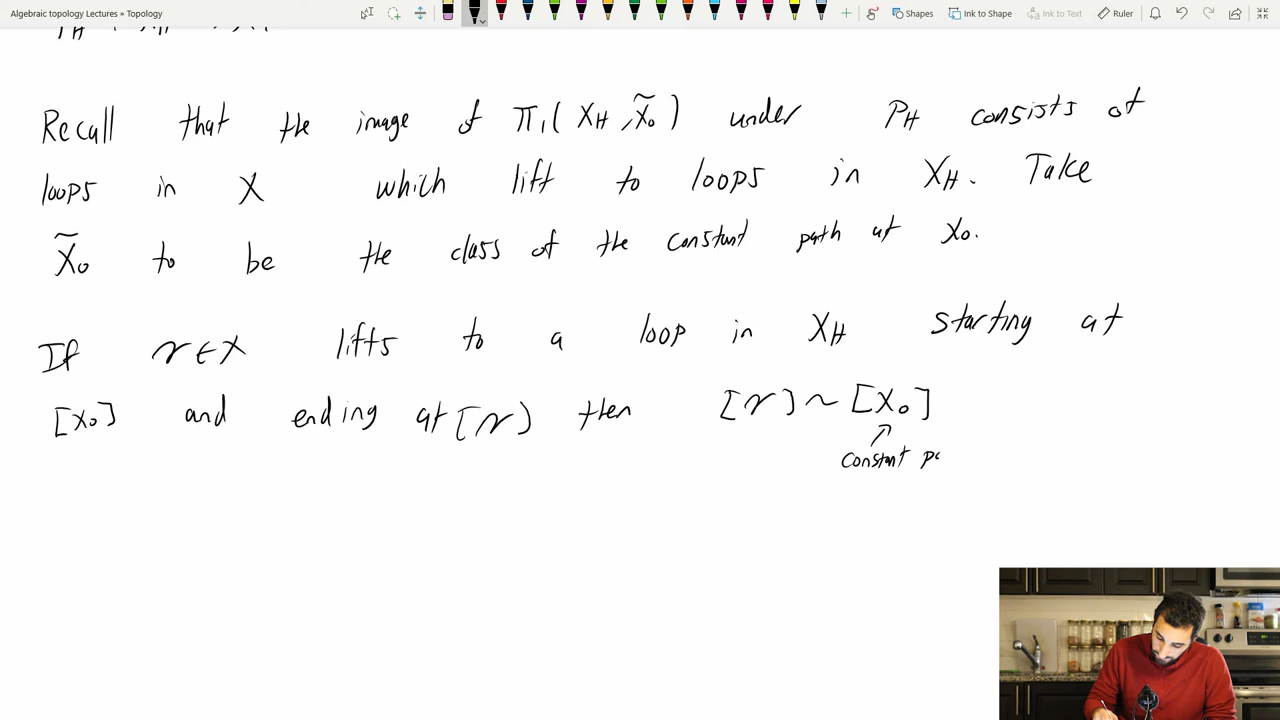 Algebraic topology Lectures » Topology
Shapes
Ink to Shape
Ink to Text
Ruler
Recall that the image of π₁(X_H, x̃₀) under P_H consists of
loops in X which lift to loops in X_H. Take
x̃₀ to be the class of the constant path at x₀.
If γ∈X lifts to a loop in X_H starting at
[x₀] and ending at [γ] then [γ] ~ [x₀]
constant pa